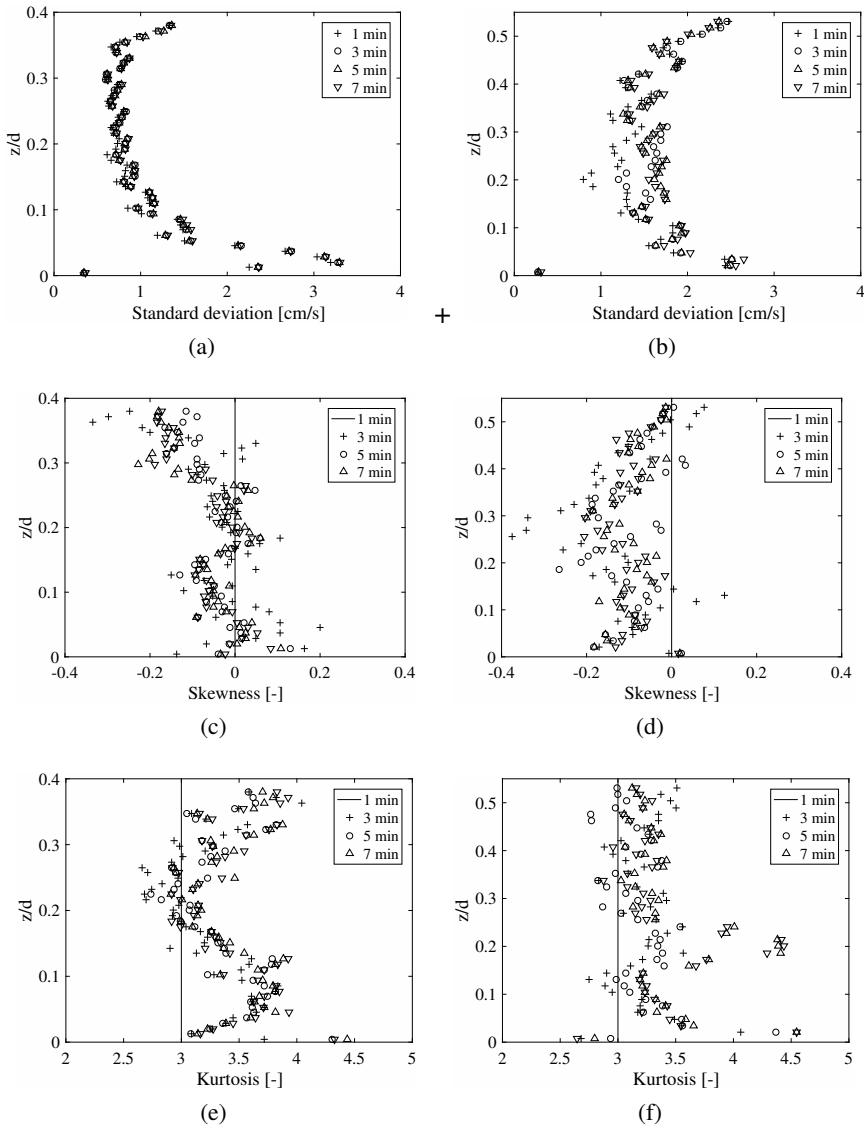 0.4
0.3
0.2
0.1
0
z/d
1 min
3 min
5 min
7 min
0 1 2 3 4
Standard deviation [cm/s]
(a)
+
0.5
0.4
0.3
0.2
0.1
0
z/d
1 min
3 min
5 min
7 min
0 1 2 3 4
Standard deviation [cm/s]
(b)
0.4
0.3
0.2
0.1
0
z/d
1 min
3 min
5 min
7 min
-0.4 -0.2 0 0.2 0.4
Skewness [-]
(c)
0.5
0.4
0.3
0.2
0.1
0
z/d
1 min
3 min
5 min
7 min
-0.4 -0.2 0 0.2 0.4
Skewness [-]
(d)
0.4
0.3
0.2
0.1
0
z/d
1 min
3 min
5 min
7 min
2 2.5 3 3.5 4 4.5 5
Kurtosis [-]
(e)
0.5
0.4
0.3
0.2
0.1
0
z/d
1 min
3 min
5 min
7 min
2 2.5 3 3.5 4 4.5 5
Kurtosis [-]
(f)